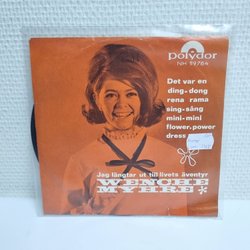 polydor
NH 59764
Det var en
ding-dong
rena rama
sing-sång
mini-mini
flower-power
dress
Jag längtar ut till livets äventyr
WENCHE
MYHRE